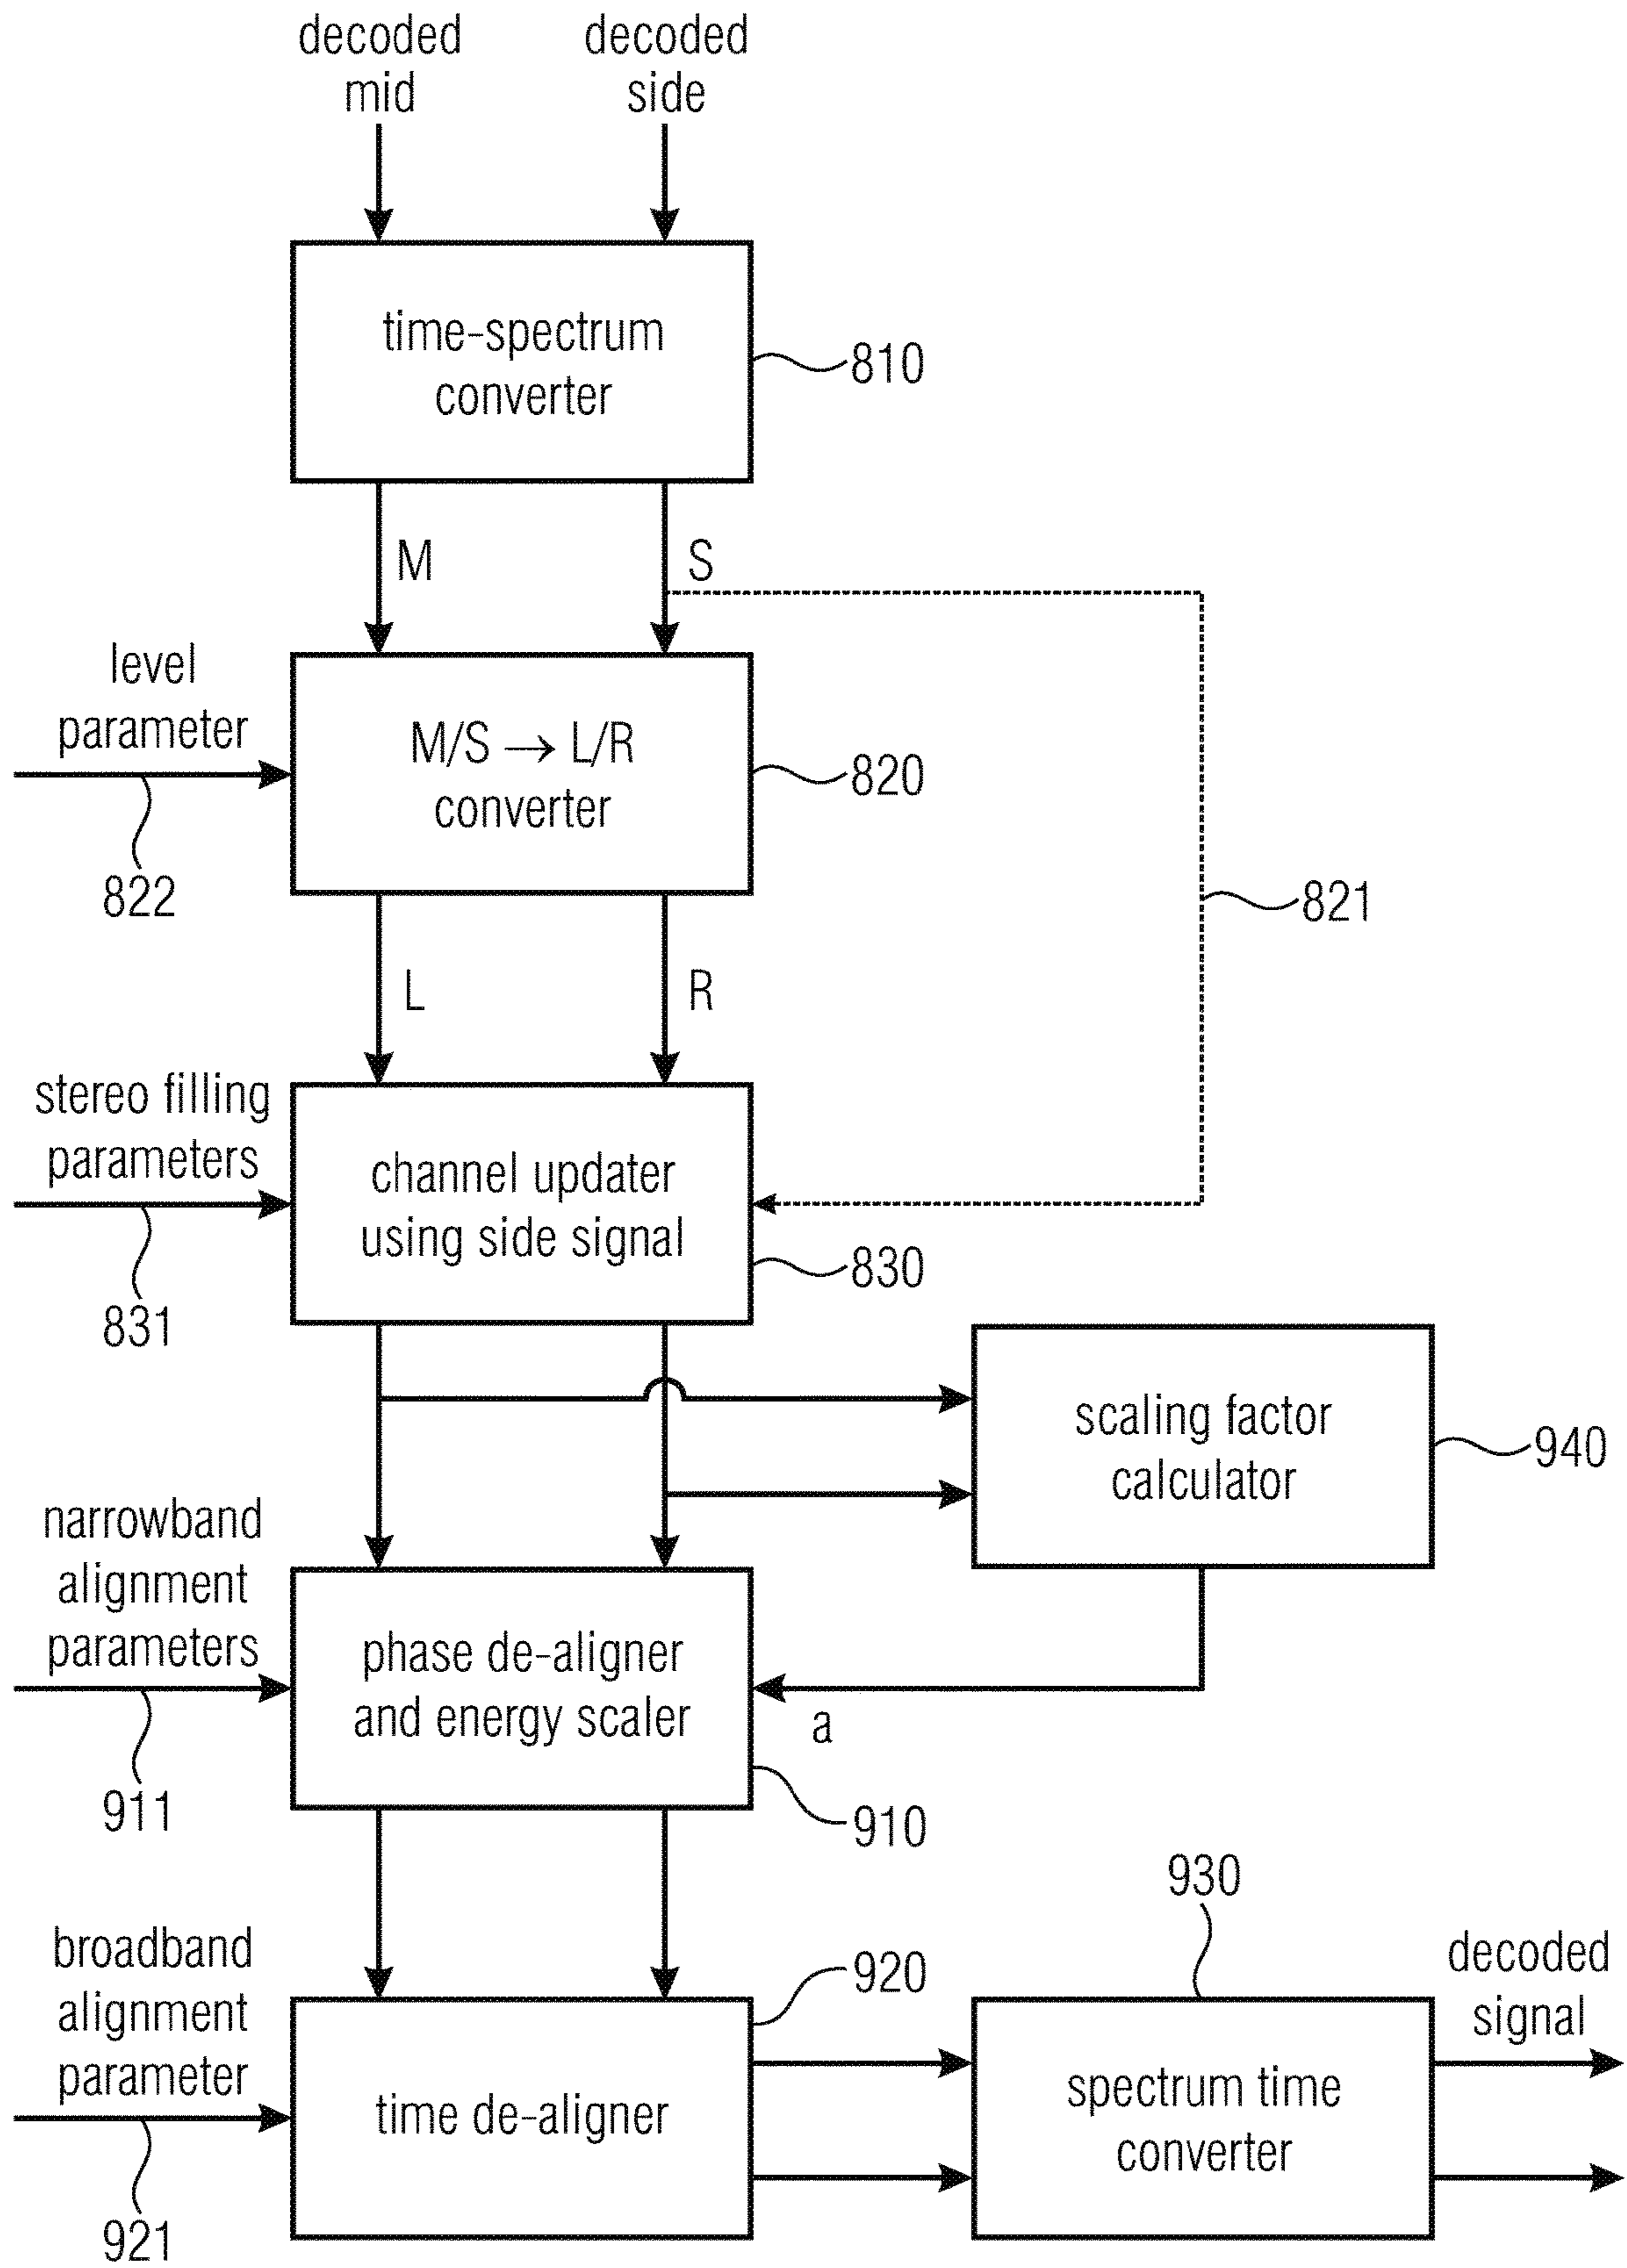 decoded
mid
decoded
side
time-spectrum
converter
810
M
S
level
parameter
822
M/S → L/R
converter
820
821
L
R
stereo filling
parameters
831
channel updater
using side signal
830
scaling factor
calculator
940
narrowband
alignment
parameters
911
phase de-aligner
and energy scaler
a
910
930
broadband
alignment
parameter
921
920
time de-aligner
spectrum time
converter
decoded
signal